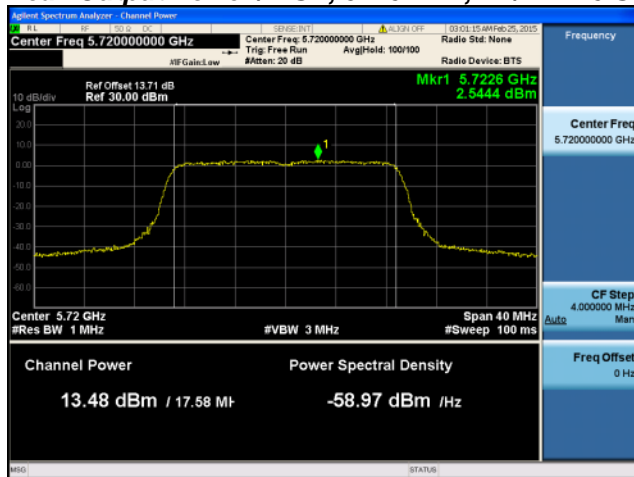 Agilent Spectrum Analyzer - Channel Power
RL RF 50 Ω DC SENSE:INT ALIGN OFF 03:01:15 AM Feb 25, 2015
Center Freq 5.720000000 GHz Center Freq: 5.720000000 GHz Radio Std: None Frequency
Trig: Free Run Avg|Hold: 100/100
#IFGain:Low #Atten: 20 dB Radio Device: BTS
Ref Offset 13.71 dB Mkr1 5.7226 GHz
10 dB/div Ref 30.00 dBm 2.5444 dBm
Log
20.0
10.0 1
0.00
-10.0
-20.0
-30.0
-40.0
-50.0
-60.0
Center Freq
5.720000000 GHz
Center 5.72 GHz Span 40 MHz
#Res BW 1 MHz #VBW 3 MHz #Sweep 100 ms
CF Step
4.000000 MHz
Auto Man
Channel Power Power Spectral Density
13.48 dBm / 17.58 MH -58.97 dBm /Hz
Freq Offset
0 Hz
MSG STATUS